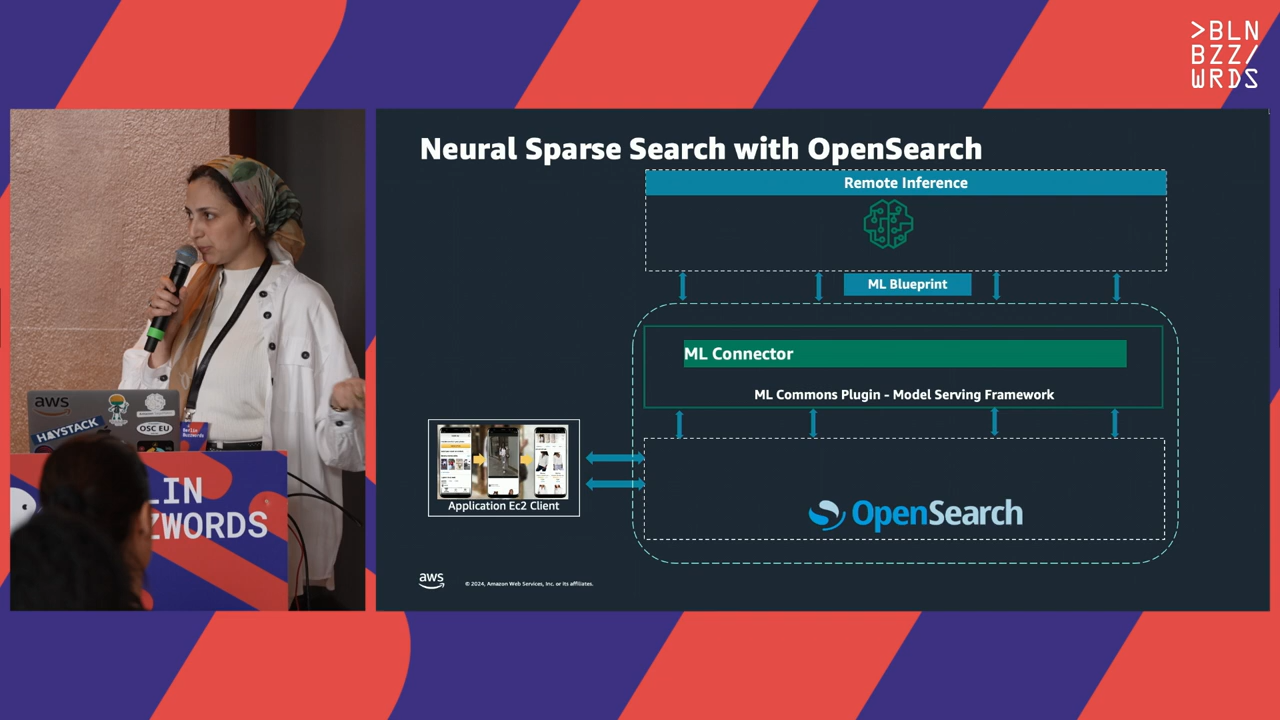 >BLN
BZZ/
WRDS
Neural Sparse Search with OpenSearch
Remote Inference
ML Blueprint
ML Connector
ML Commons Plugin - Model Serving Framework
Application Ec2 Client
OpenSearch
aws
© 2024, Amazon Web Services, Inc. or its affiliates.
aws
HAYSTACK
OSC EU
LIN
ZWORDS